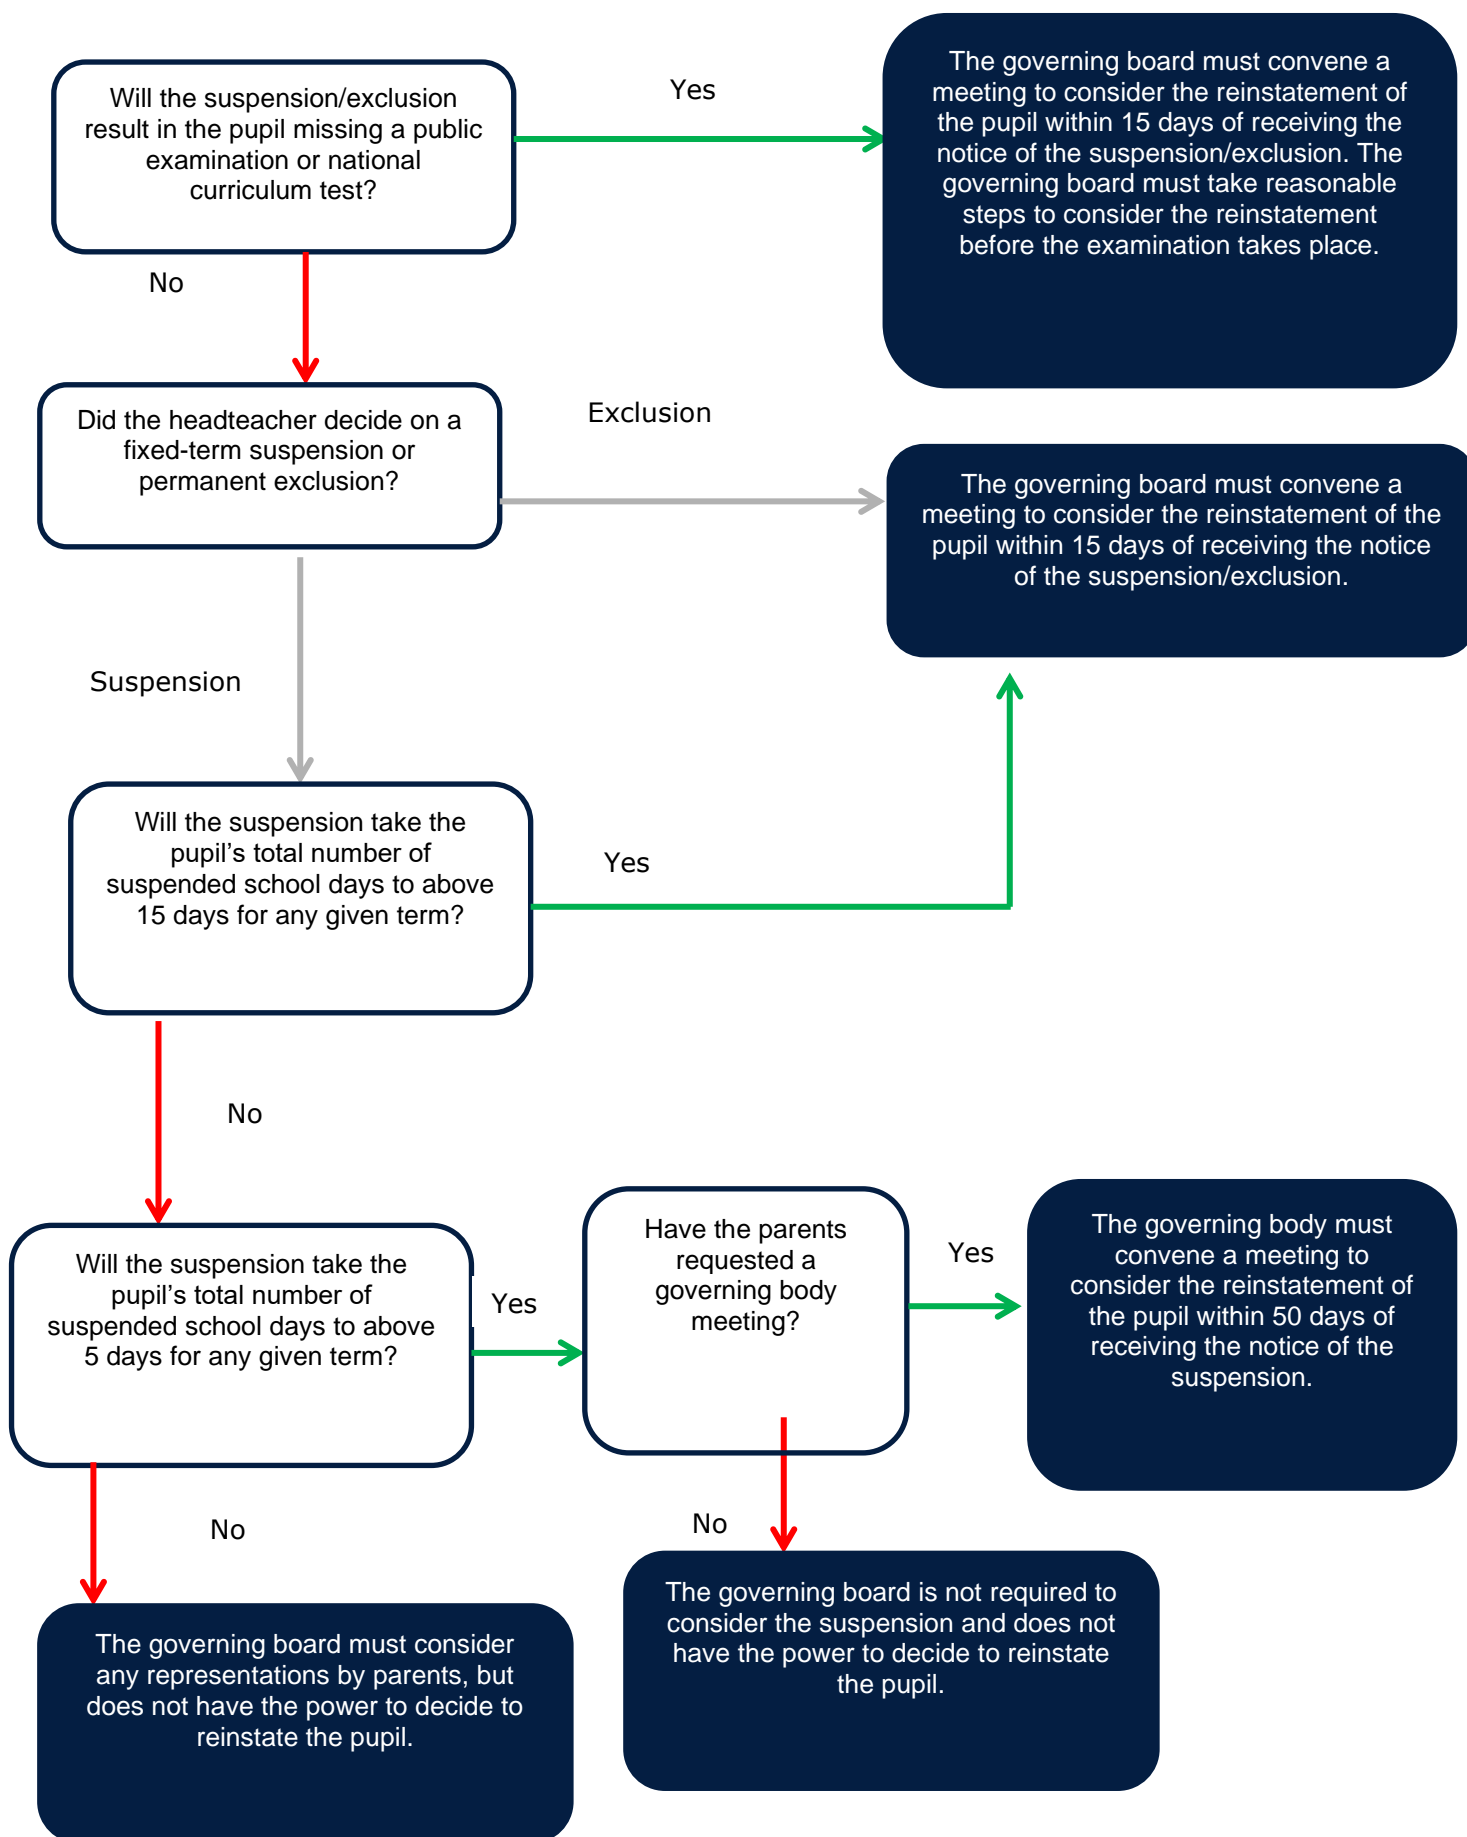 Will the suspension/exclusion
result in the pupil missing a public
examination or national
curriculum test?
Yes
The governing board must convene a
meeting to consider the reinstatement of
the pupil within 15 days of receiving the
notice of the suspension/exclusion. The
governing board must take reasonable
steps to consider the reinstatement
before the examination takes place.
No
Did the headteacher decide on a
fixed-term suspension or
permanent exclusion?
Exclusion
The governing board must convene a
meeting to consider the reinstatement of the
pupil within 15 days of receiving the notice
of the suspension/exclusion.
Suspension
Will the suspension take the
pupil’s total number of
suspended school days to above
15 days for any given term?
Yes
No
Will the suspension take the
pupil’s total number of
suspended school days to above
5 days for any given term?
Yes
Have the parents
requested a
governing body
meeting?
Yes
The governing body must
convene a meeting to
consider the reinstatement of
the pupil within 50 days of
receiving the notice of the
suspension.
No
No
The governing board must consider
any representations by parents, but
does not have the power to decide to
reinstate the pupil.
The governing board is not required to
consider the suspension and does not
have the power to decide to reinstate
the pupil.